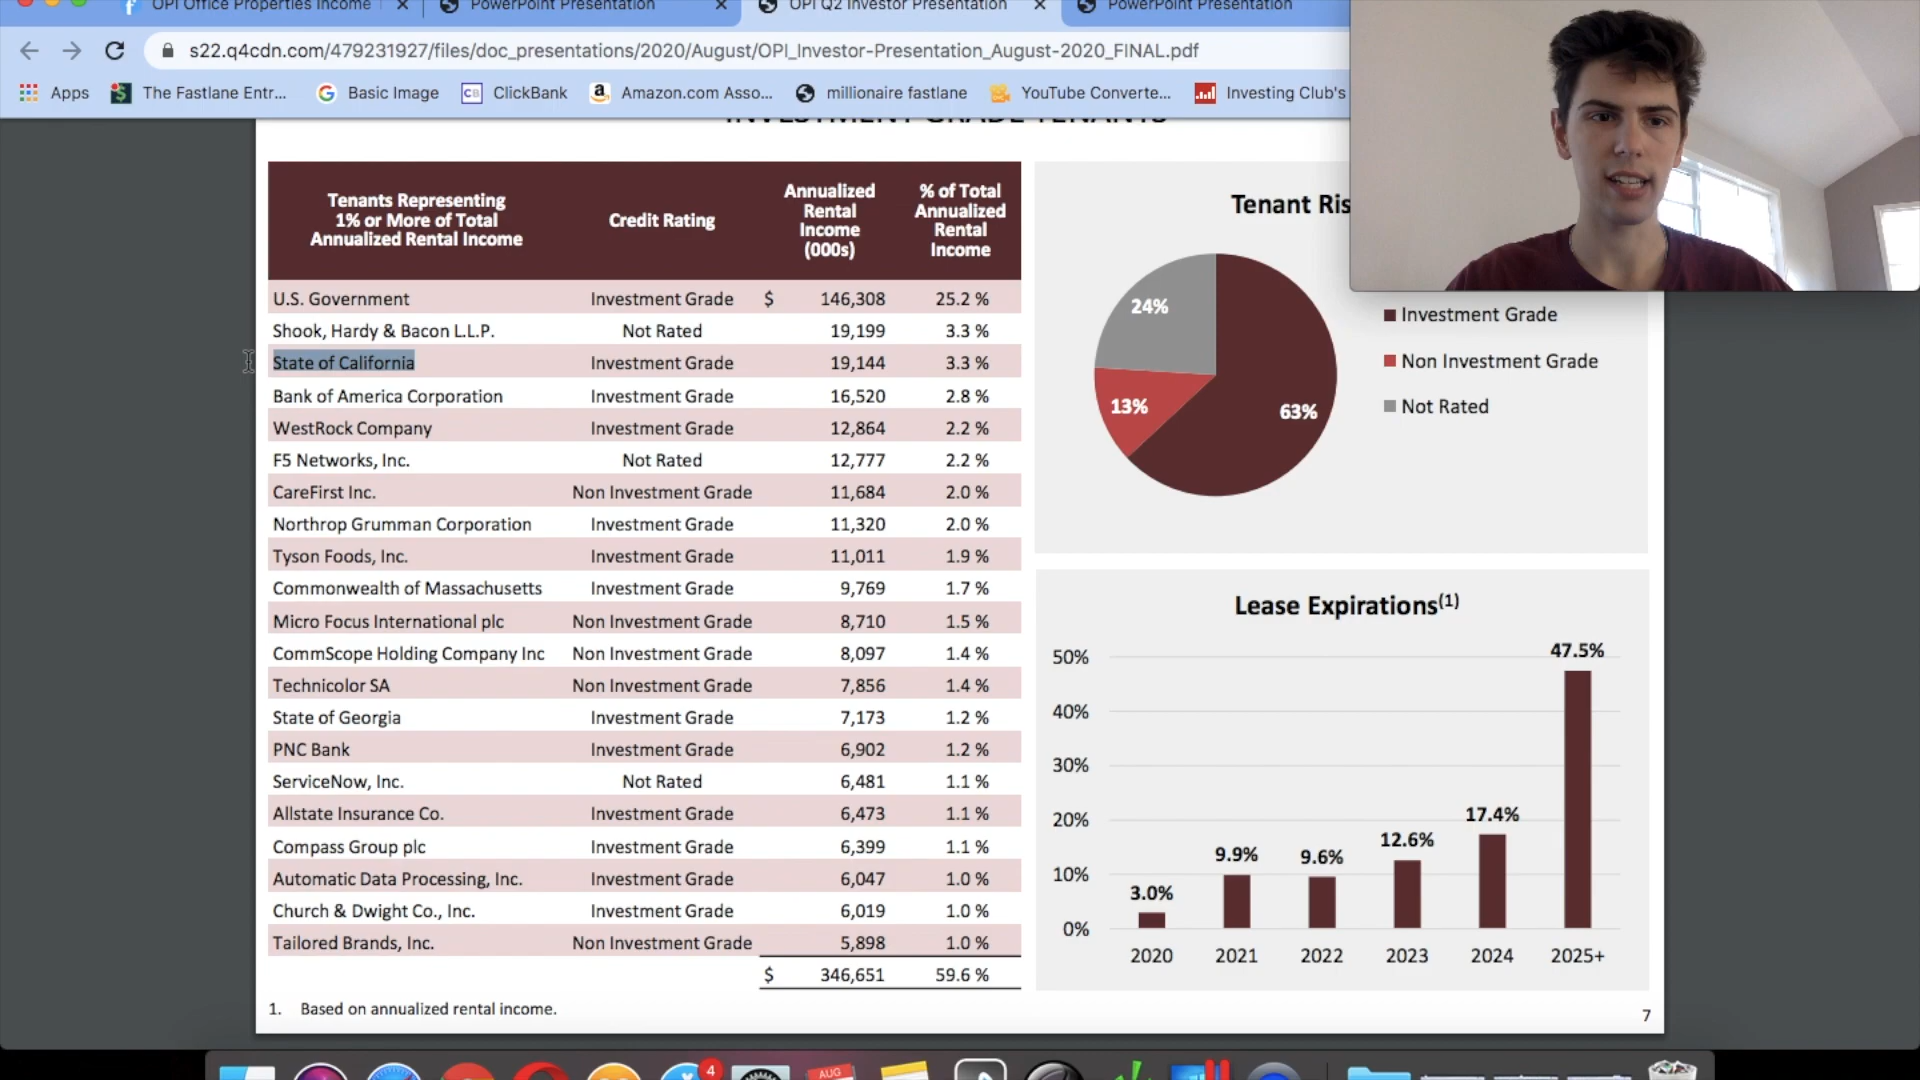 OPI Office Properties Income
PowerPoint Presentation
OPI Q2 Investor Presentation
PowerPoint Presentation
s22.q4cdn.com/479231927/files/doc_presentations/2020/August/OPI_Investor-Presentation_August-2020_FINAL.pdf
Apps
The Fastlane Entr...
Basic Image
CB
ClickBank
Amazon.com Asso...
millionaire fastlane
YouTube Converte...
Investing Club's
INVESTMENT GRADE TENANTS
Tenants Representing
1% or More of Total
Annualized Rental Income
Credit Rating
Annualized
Rental
Income
(000s)
% of Total
Annualized
Rental
Income
U.S. Government Investment Grade $ 146,308 25.2 %
Shook, Hardy & Bacon L.L.P. Not Rated 19,199 3.3 %
State of California Investment Grade 19,144 3.3 %
Bank of America Corporation Investment Grade 16,520 2.8 %
WestRock Company Investment Grade 12,864 2.2 %
F5 Networks, Inc. Not Rated 12,777 2.2 %
CareFirst Inc. Non Investment Grade 11,684 2.0 %
Northrop Grumman Corporation Investment Grade 11,320 2.0 %
Tyson Foods, Inc. Investment Grade 11,011 1.9 %
Commonwealth of Massachusetts Investment Grade 9,769 1.7 %
Micro Focus International plc Non Investment Grade 8,710 1.5 %
CommScope Holding Company Inc Non Investment Grade 8,097 1.4 %
Technicolor SA Non Investment Grade 7,856 1.4 %
State of Georgia Investment Grade 7,173 1.2 %
PNC Bank Investment Grade 6,902 1.2 %
ServiceNow, Inc. Not Rated 6,481 1.1 %
Allstate Insurance Co. Investment Grade 6,473 1.1 %
Compass Group plc Investment Grade 6,399 1.1 %
Automatic Data Processing, Inc. Investment Grade 6,047 1.0 %
Church & Dwight Co., Inc. Investment Grade 6,019 1.0 %
Tailored Brands, Inc. Non Investment Grade 5,898 1.0 %
$ 346,651 59.6 %
1. Based on annualized rental income.
Tenant Ris
24%
13%
63%
Investment Grade
Non Investment Grade
Not Rated
Lease Expirations(1)
50%
40%
30%
20%
10%
0%
3.0%
9.9%
9.6%
12.6%
17.4%
47.5%
2020 2021 2022 2023 2024 2025+
7
4
AUG